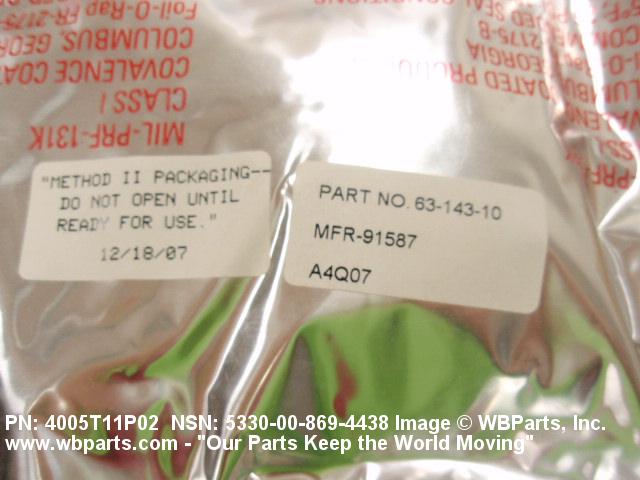 MIL-PRF-131K
CLASS I
COVALENCE COAT
COLUMBUS, GEOR
FR-2175-
Foil-O-Rap
"METHOD II PACKAGING--
DO NOT OPEN UNTIL
READY FOR USE."
12/18/07
PART NO. 63-143-10
MFR-91587
A4Q07
PN: 4005T11P02 NSN: 5330-00-869-4438 Image © WBParts, Inc.
www.wbparts.com - "Our Parts Keep the World Moving"